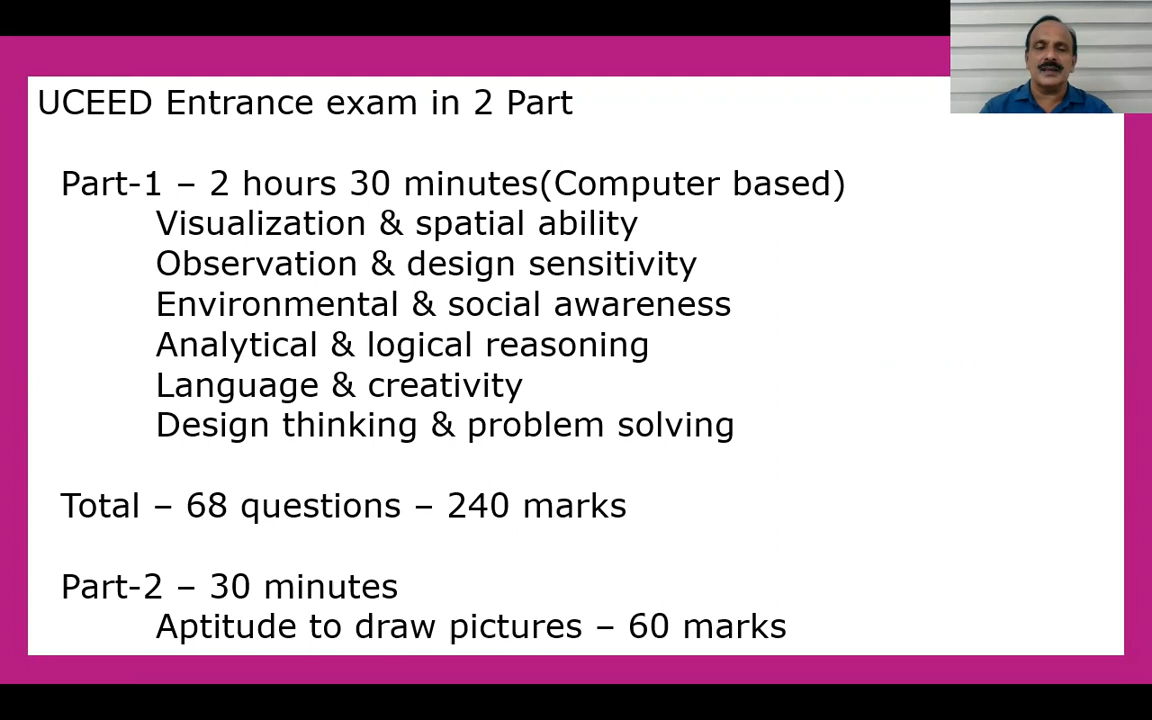 UCEED Entrance exam in 2 Part
Part-1 – 2 hours 30 minutes(Computer based)
Visualization & spatial ability
Observation & design sensitivity
Environmental & social awareness
Analytical & logical reasoning
Language & creativity
Design thinking & problem solving
Total – 68 questions – 240 marks
Part-2 – 30 minutes
Aptitude to draw pictures – 60 marks